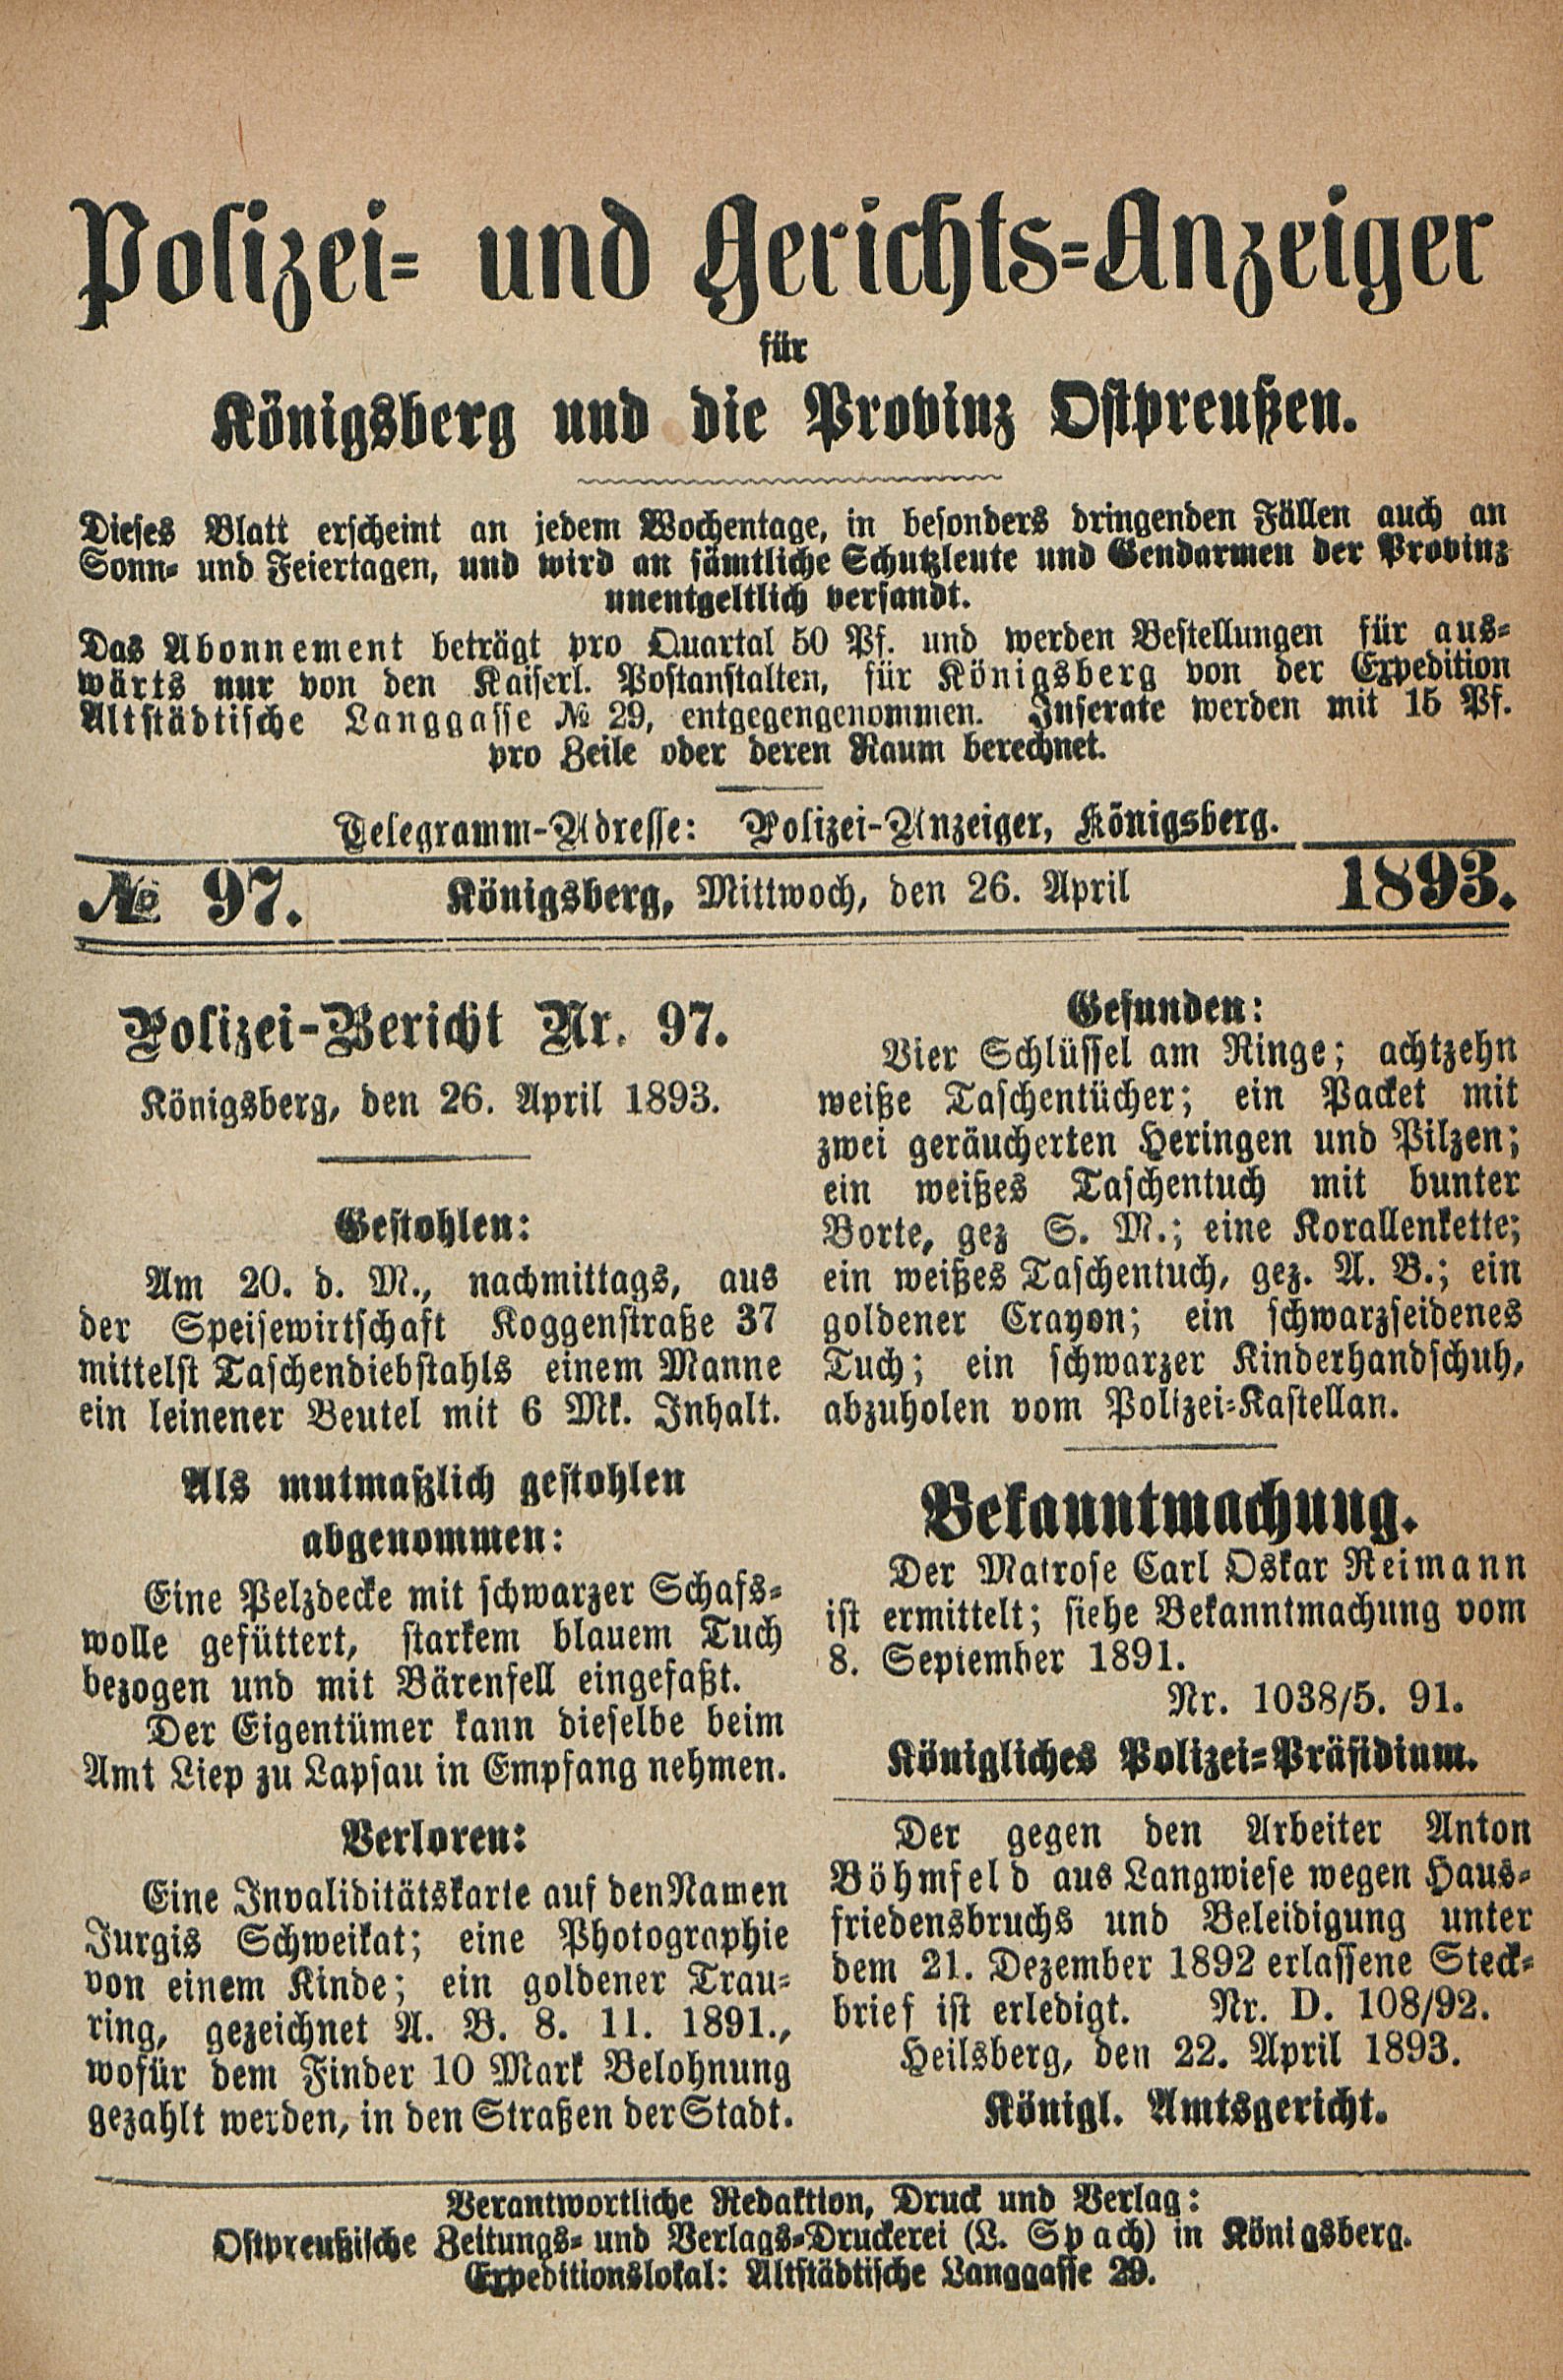 Polizei- und Gerichts-Anzeiger
für
Königsberg und die Provinz Ostpreußen.
Dieses Blatt erscheint an jedem Wochentage, in besonders dringenden Fällen auch an
Sonn- und Feiertagen, und wird an sämtliche Schutzleute und Gendarmen der Provinz
unentgeltlich versandt.
Das Abonnement beträgt pro Quartal 50 Pf. und werden Bestellungen für aus-
wärts nur von den Kaiserl. Postanstalten, für Königsberg von der Expedition
Altstädtische Langgasse № 29, entgegengenommen. Inserate werden mit 15 Pf.
pro Zeile oder deren Raum berechnet.
Telegramm-Adresse: Polizei-Anzeiger, Königsberg.
№ 97. Königsberg, Mittwoch, den 26. April 1893.
Polizei-Bericht Nr. 97.
Königsberg, den 26. April 1893.
Gestohlen:
Am 20. d. M., nachmittags, aus
der Speisewirtschaft Koggenstraße 37
mittelst Taschendiebstahls einem Manne
ein leinener Beutel mit 6 Mk. Inhalt.
Als mutmaßlich gestohlen
abgenommen:
Eine Pelzdecke mit schwarzer Schafs-
wolle gefüttert, starkem blauem Tuch
bezogen und mit Bärenfell eingefaßt.
Der Eigentümer kann dieselbe beim
Amt Liep zu Lapsau in Empfang nehmen.
Verloren:
Eine Invaliditätskarte auf den Namen
Jurgis Schweikat; eine Photographie
von einem Kinde; ein goldener Trau-
ring, gezeichnet A. B. 8. 11. 1891.,
wofür dem Finder 10 Mark Belohnung
gezahlt werden, in den Straßen der Stadt.
Gefunden:
Vier Schlüssel am Ringe; achtzehn
weiße Taschentücher; ein Packet mit
zwei geräucherten Heringen und Pilzen;
ein weißes Taschentuch mit bunter
Borte, gez S. M.; eine Korallenkette;
ein weißes Taschentuch, gez. A. B.; ein
goldener Crayon; ein schwarzseidenes
Tuch; ein schwarzer Kinderhandschuh,
abzuholen vom Polizei-Kastellan.
Bekanntmachung.
Der Matrose Carl Oskar Reimann
ist ermittelt; siehe Bekanntmachung vom
8. September 1891.
Nr. 1038/5. 91.
Königliches Polizei-Präsidium.
Der gegen den Arbeiter Anton
Böhmfeld aus Langwiese wegen Haus-
friedensbruchs und Beleidigung unter
dem 21. Dezember 1892 erlassene Steck-
brief ist erledigt. Nr. D. 108/92.
Heilsberg, den 22. April 1893.
Königl. Amtsgericht.
Verantwortliche Redaktion, Druck und Verlag:
Ostpreußische Zeitungs- und Verlags-Druckerei (L. Spach) in Königsberg.
Expeditionslokal: Altstädtische Langgasse 29.